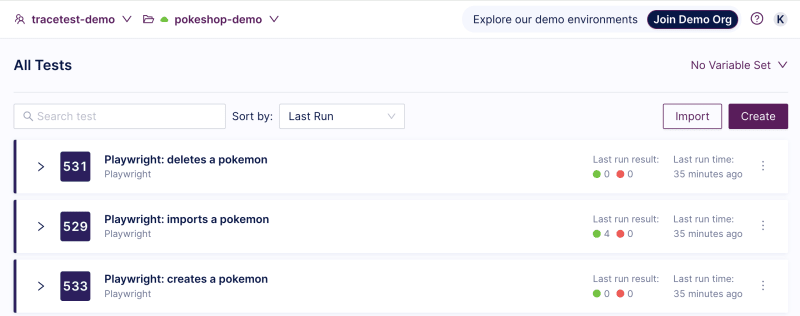 tracetest-demo pokeshop-demo Explore our demo environments Join Demo Org K
All Tests No Variable Set
Search test Sort by: Last Run Import Create
531 Playwright: deletes a pokemon Last run result: Last run time:
Playwright 0 0 35 minutes ago
529 Playwright: imports a pokemon Last run result: Last run time:
Playwright 4 0 35 minutes ago
533 Playwright: creates a pokemon Last run result: Last run time:
Playwright 0 0 35 minutes ago